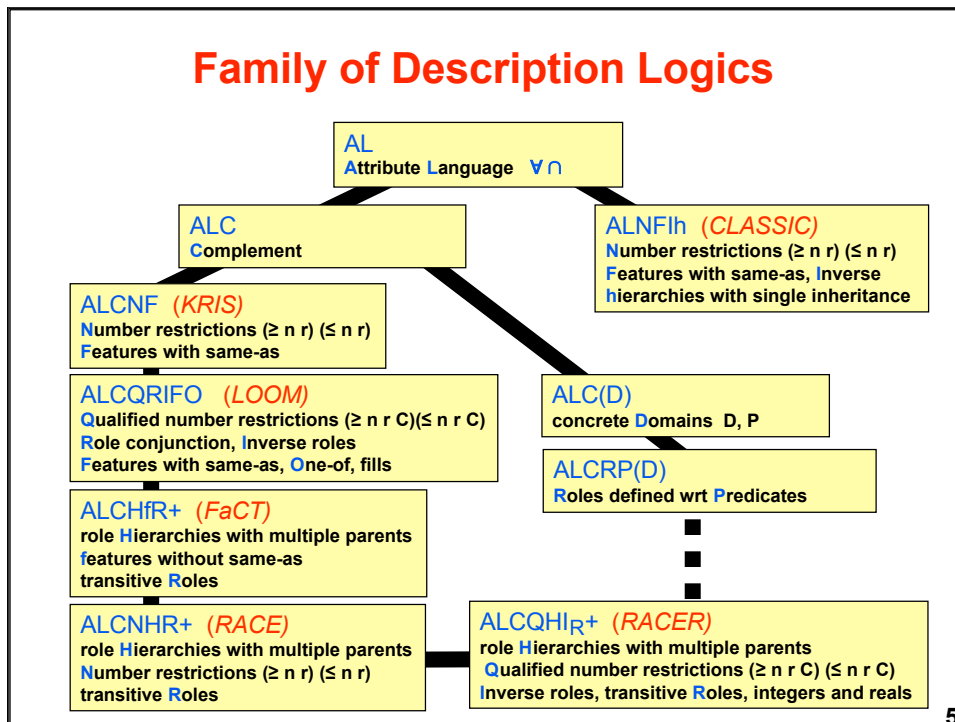 Family of Description Logics
AL
Attribute Language ∀ ∩
ALC
Complement
ALNFIh (CLASSIC)
Number restrictions (≥ n r) (≤ n r)
Features with same-as, Inverse
hierarchies with single inheritance
ALCNF (KRIS)
Number restrictions (≥ n r) (≤ n r)
Features with same-as
ALCQRIFO (LOOM)
Qualified number restrictions (≥ n r C)(≤ n r C)
Role conjunction, Inverse roles
Features with same-as, One-of, fills
ALC(D)
concrete Domains D, P
ALCRP(D)
Roles defined wrt Predicates
ALCHfR+ (FaCT)
role Hierarchies with multiple parents
features without same-as
transitive Roles
ALCNHR+ (RACE)
role Hierarchies with multiple parents
Number restrictions (≥ n r) (≤ n r)
transitive Roles
ALCQHIR+ (RACER)
role Hierarchies with multiple parents
Qualified number restrictions (≥ n r C) (≤ n r C)
Inverse roles, transitive Roles, integers and reals
5